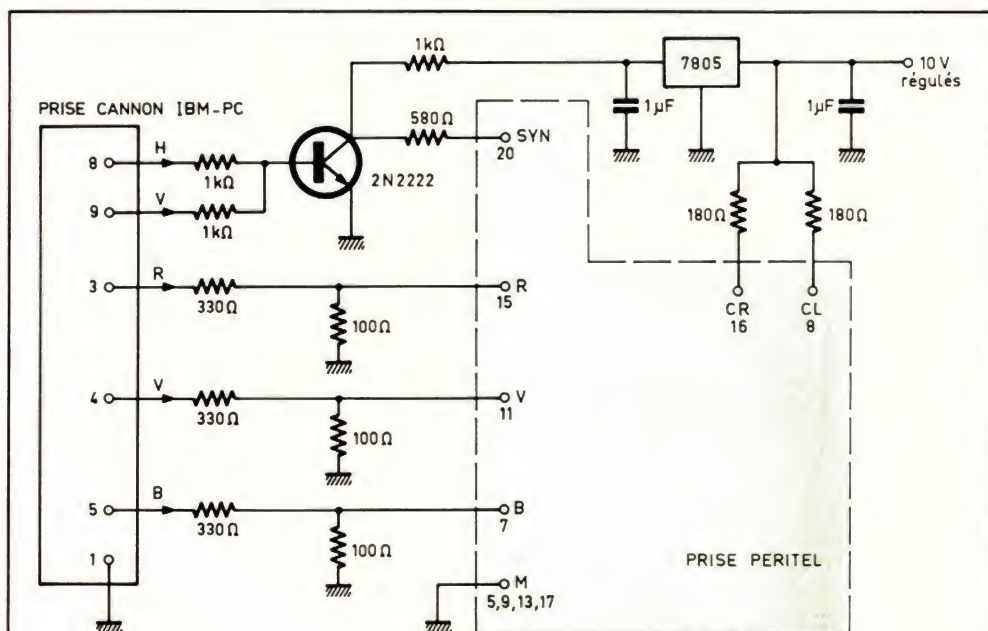 1kΩ
7805
10 V
régulés
PRISE CANNON IBM-PC
1µF
1µF
580Ω
SYN
20
8
H
1kΩ
2N2222
9
V
1kΩ
180Ω
180Ω
3
R
330Ω
R
15
100Ω
CR
16
CL
8
4
V
330Ω
V
11
100Ω
5
B
330Ω
B
7
100Ω
PRISE PERITEL
1
M
5,9,13,17